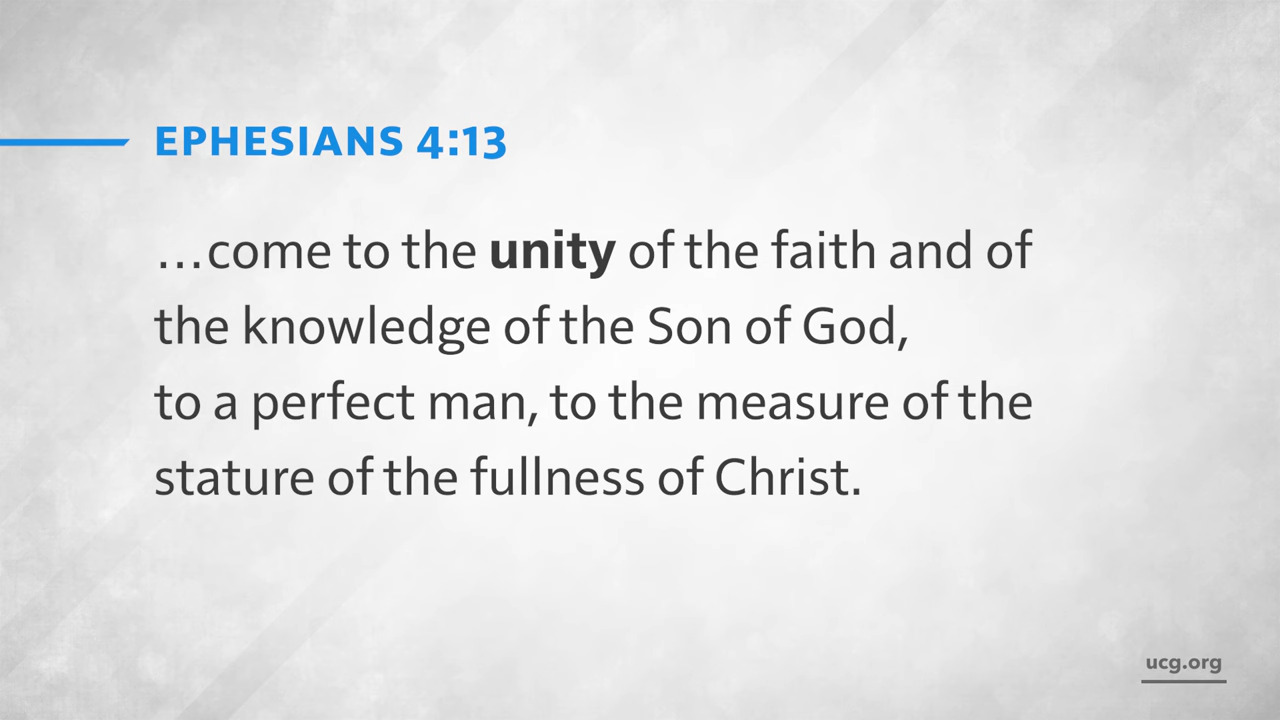 EPHESIANS 4:13
…come to the unity of the faith and of
the knowledge of the Son of God,
to a perfect man, to the measure of the
stature of the fullness of Christ.
ucg.org